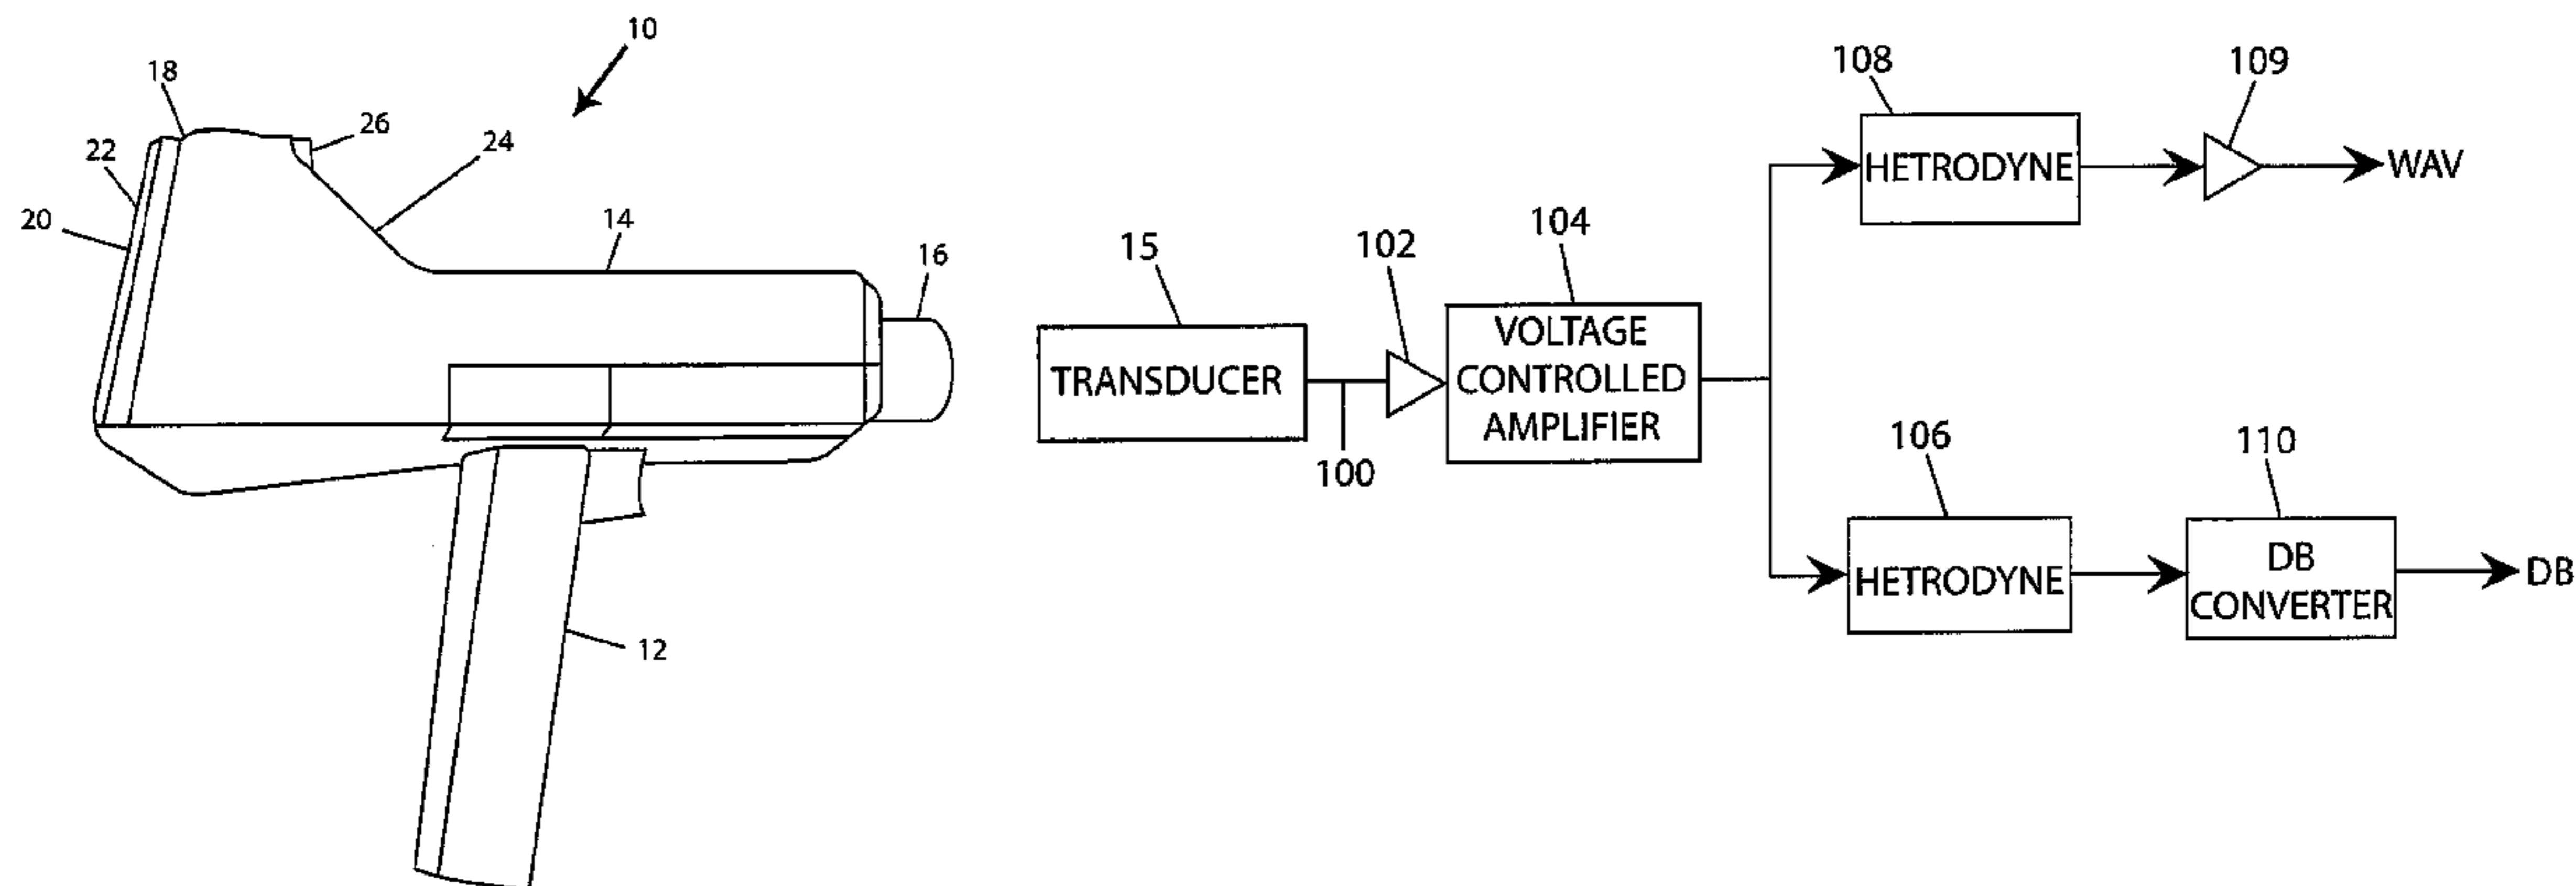 10
18
26
22
24
20
14
16
12
108
109
HETRODYNE
WAV
104
102
15
VOLTAGE
CONTROLLED
AMPLIFIER
TRANSDUCER
100
106
110
HETRODYNE
DB
CONVERTER
DB